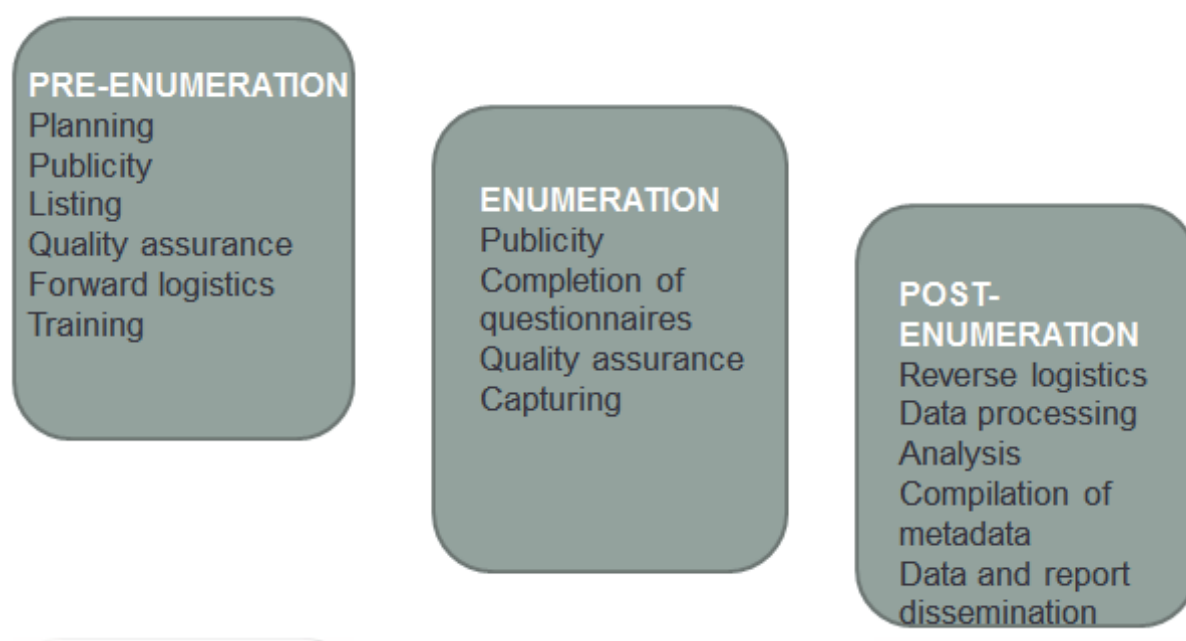 PRE-ENUMERATION
Planning
Publicity
Listing
Quality assurance
Forward logistics
Training
ENUMERATION
Publicity
Completion of
questionnaires
Quality assurance
Capturing
POST-
ENUMERATION
Reverse logistics
Data processing
Analysis
Compilation of
metadata
Data and report
dissemination